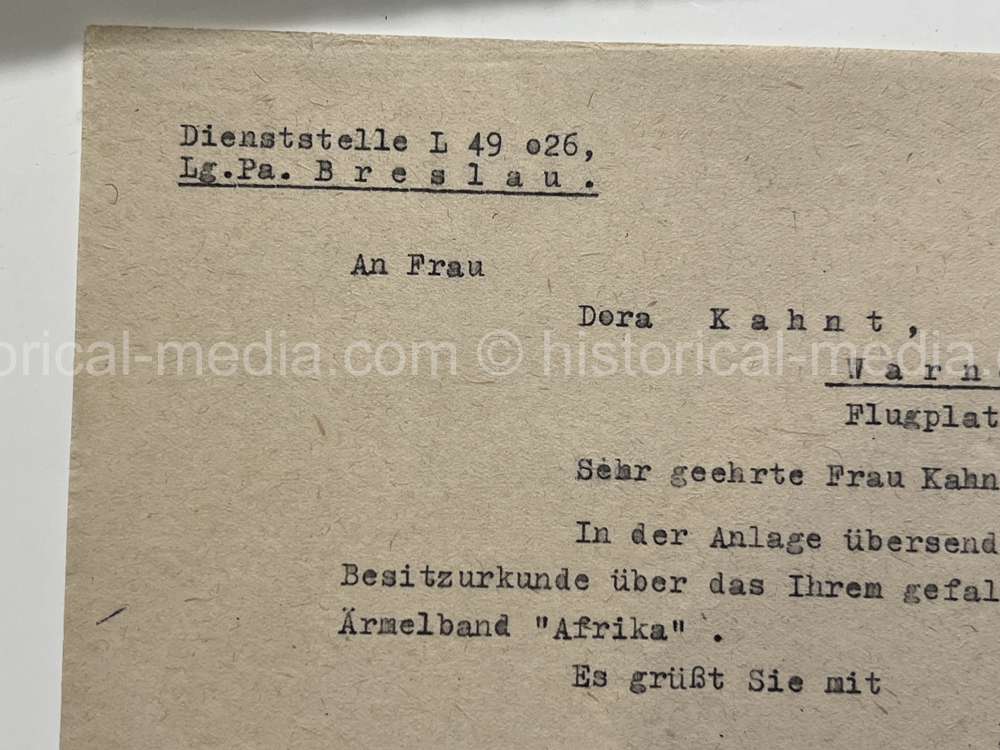 Dienststelle L 49 o26,
Lg.Pa. B r e s l a u .
An Frau
Dora K a h n t ,
orical-media.com © historical-media.
W a r n
Flugplat
Sehr geehrte Frau Kahn
In der Anlage übersend
Besitzurkunde über das Ihrem gefal
Ärmelband "Afrika" .
Es grüßt Sie mit